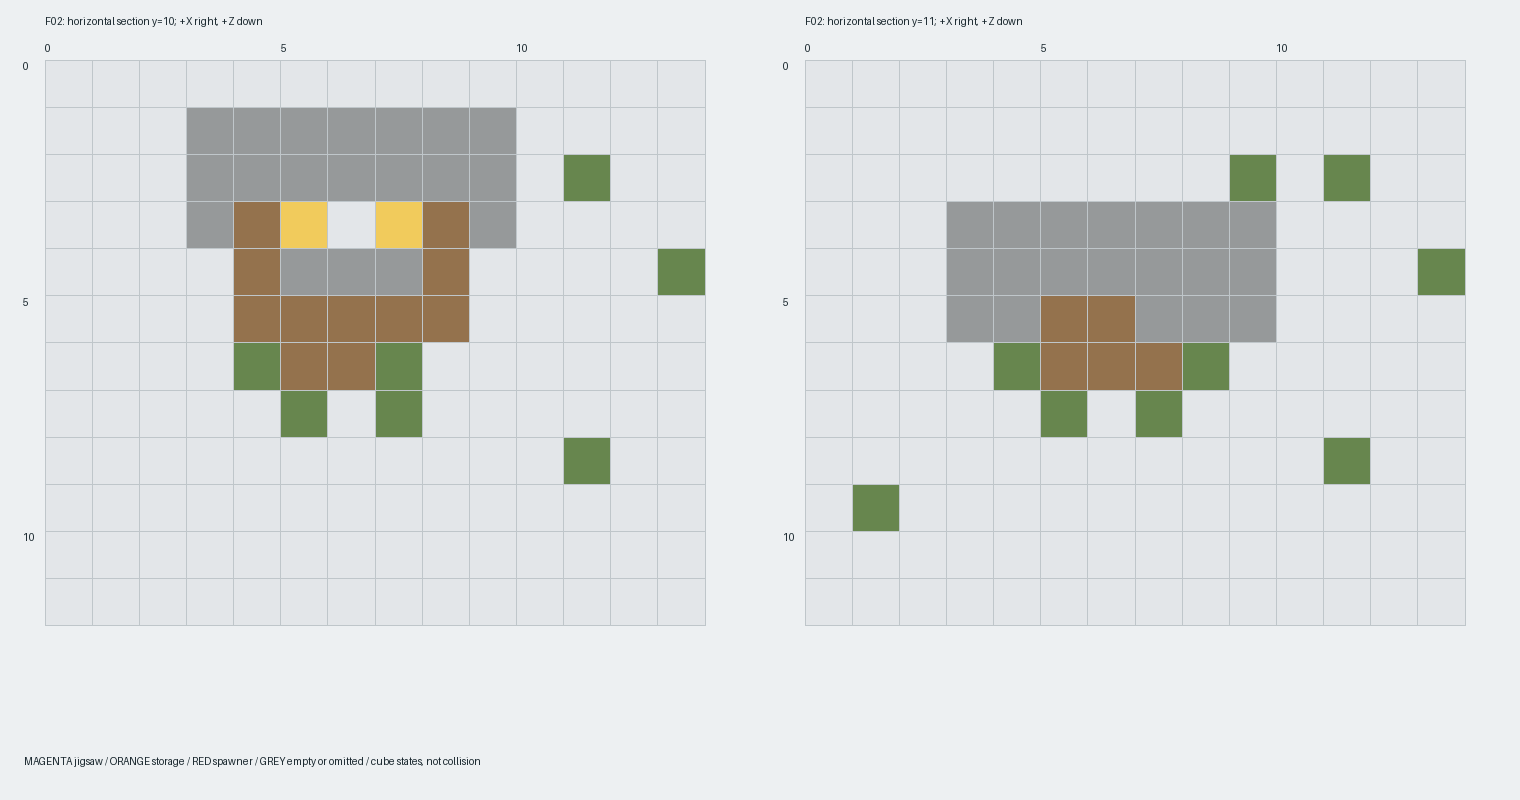 F02: horizontal section y=10; +X right, +Z down
F02: horizontal section y=11; +X right, +Z down
0 5 10
0 5 10
0
0
5
5
10
10
MAGENTA jigsaw / ORANGE storage / RED spawner / GREY empty or omitted / cube states, not collision